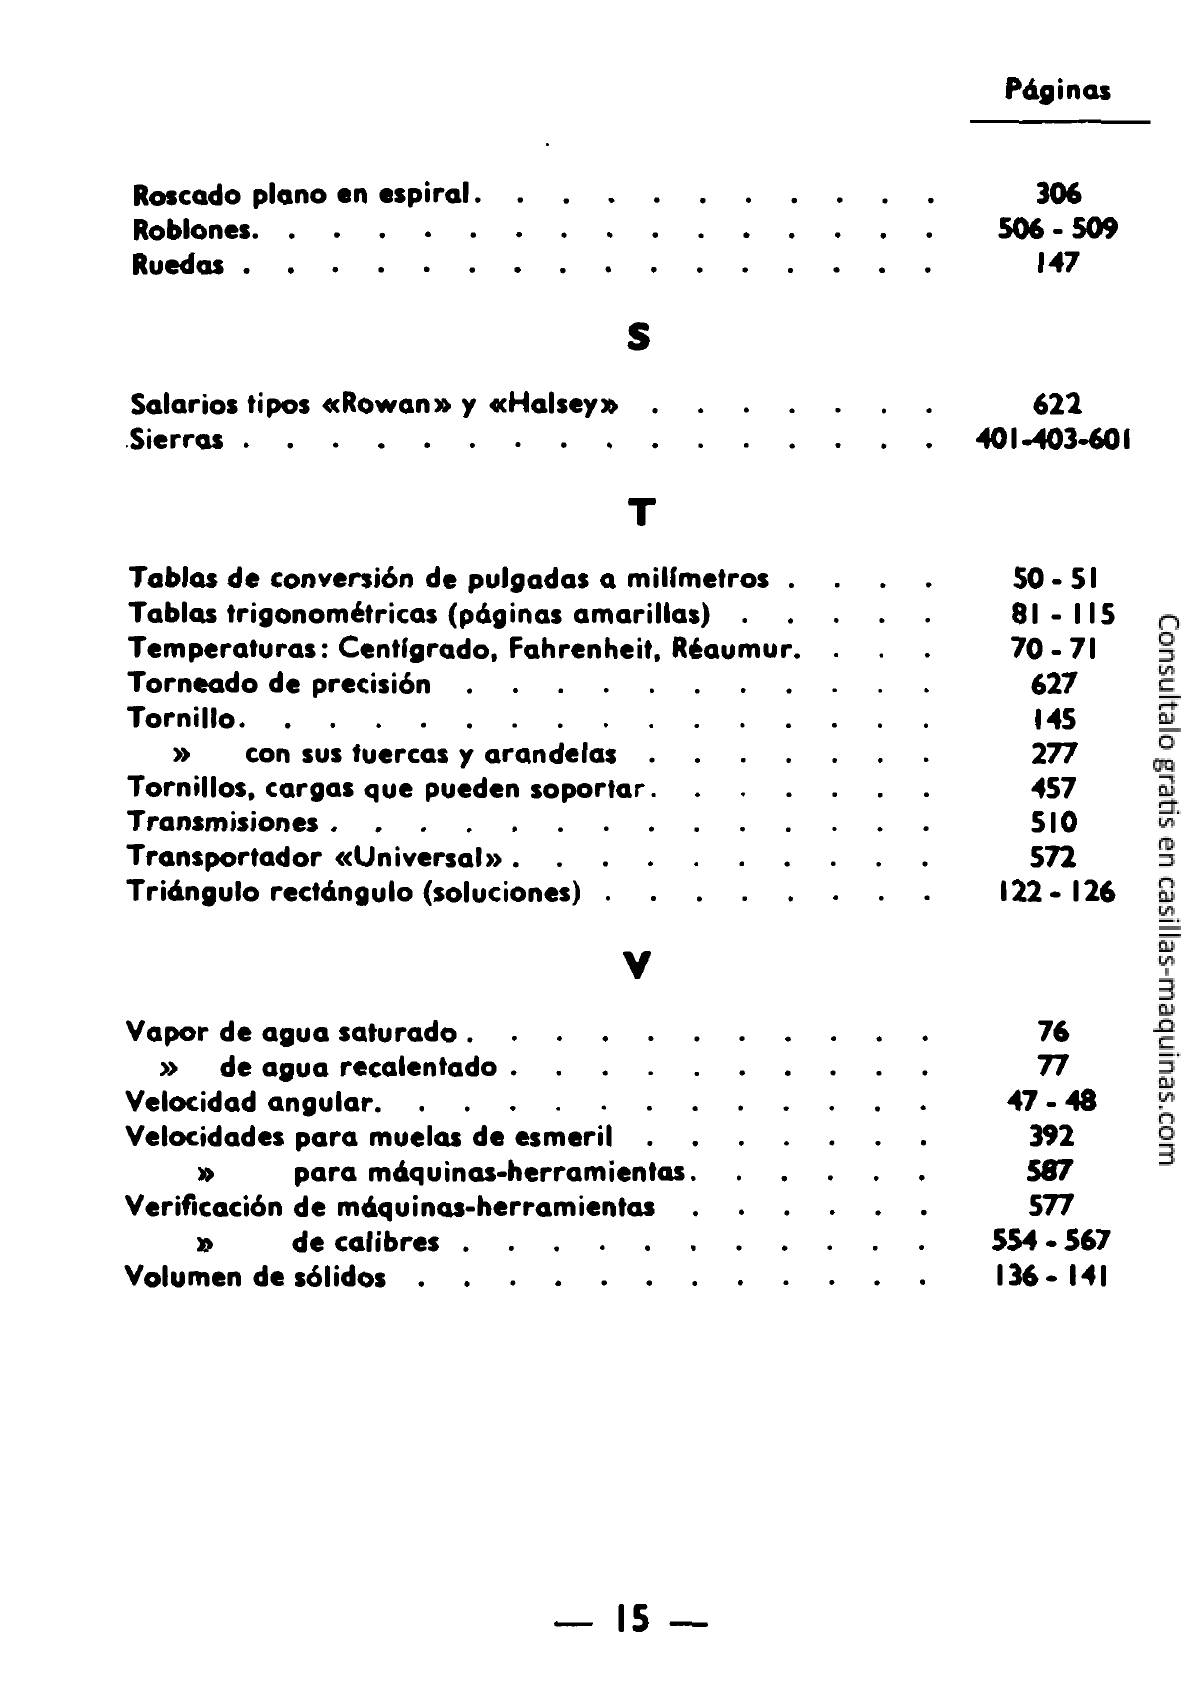 Páginas
Roscado plano en espiral. . . . . . . . . . . 306
Roblones. . . . . . . . . . . . . . . . 506 - 509
Ruedas . . . . . . . . . . . . . . . . 147
S
Salarios tipos «Rowan» y «Halsey» . . . . . . . 622
Sierras . . . . . . . . . . . . . . . . 401-403-601
T
Tablas de conversión de pulgadas a milímetros . . . . 50 - 51
Tablas trigonométricas (páginas amarillas) . . . . . 81 - 115
Temperaturas: Centígrado, Fahrenheit, Réaumur. . . . 70 - 71
Torneado de precisión . . . . . . . . . . . 627
Tornillo. . . . . . . . . . . . . . . . 145
» con sus tuercas y arandelas . . . . . . . 277
Tornillos, cargas que pueden soportar. . . . . . . 457
Transmisiones . . . . . . . . . . . . . . 510
Transportador «Universal» . . . . . . . . . . 572
Triángulo rectángulo (soluciones) . . . . . . . . 122 - 126
V
Vapor de agua saturado . . . . . . . . . . . 76
» de agua recalentado . . . . . . . . . . 77
Velocidad angular. . . . . . . . . . . . . 47 - 48
Velocidades para muelas de esmeril . . . . . . . 392
» para máquinas-herramientas. . . . . . 587
Verificación de máquinas-herramientas . . . . . . 577
» de calibres . . . . . . . . . . . 554 - 567
Volumen de sólidos . . . . . . . . . . . . 136 - 141
— 15 —
Consultalo gratis en casillas-maquinas.com